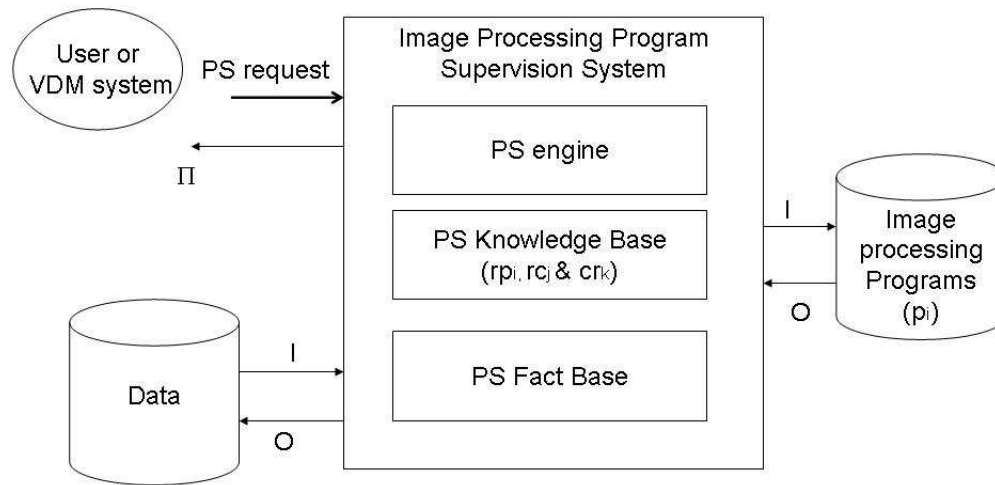 User or
VDM system
PS request
Π
Image Processing Program
Supervision System
PS engine
PS Knowledge Base
(rpi, rcj & crk)
PS Fact Base
I
O
Image
processing
Programs
(pi)
Data
I
O